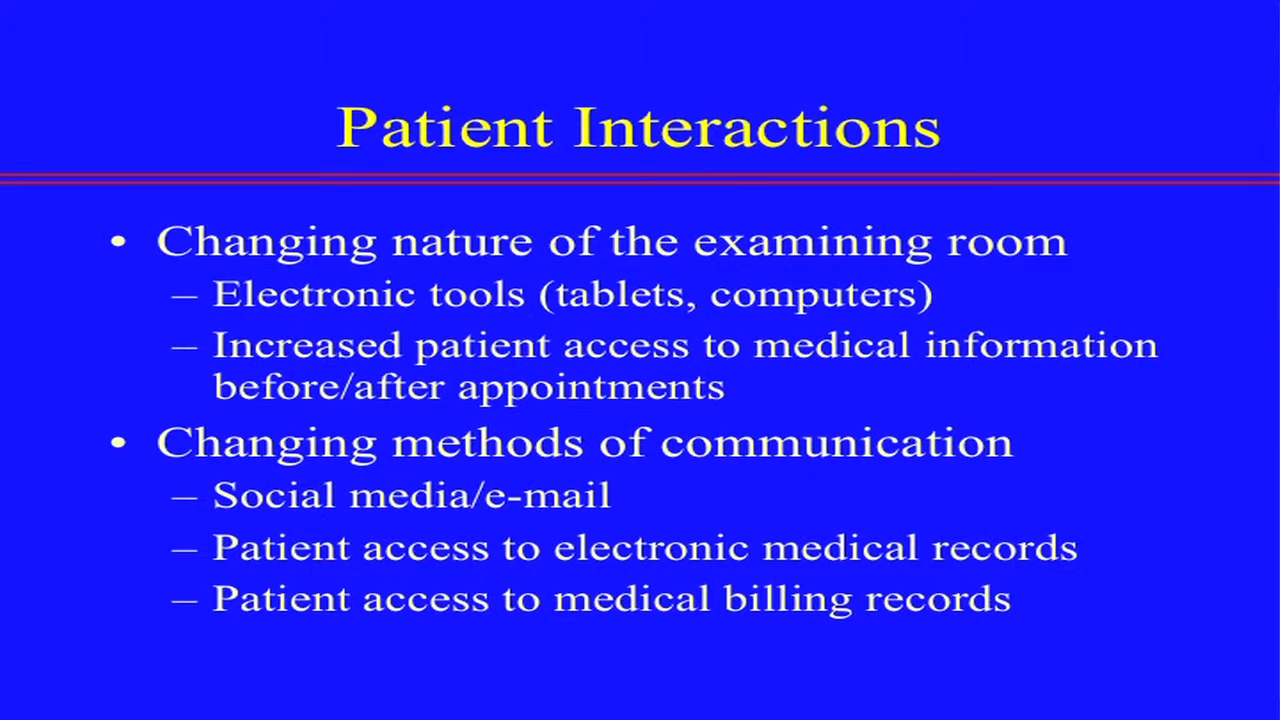 Patient Interactions
• Changing nature of the examining room
– Electronic tools (tablets, computers)
– Increased patient access to medical information
before/after appointments
• Changing methods of communication
– Social media/e-mail
– Patient access to electronic medical records
– Patient access to medical billing records